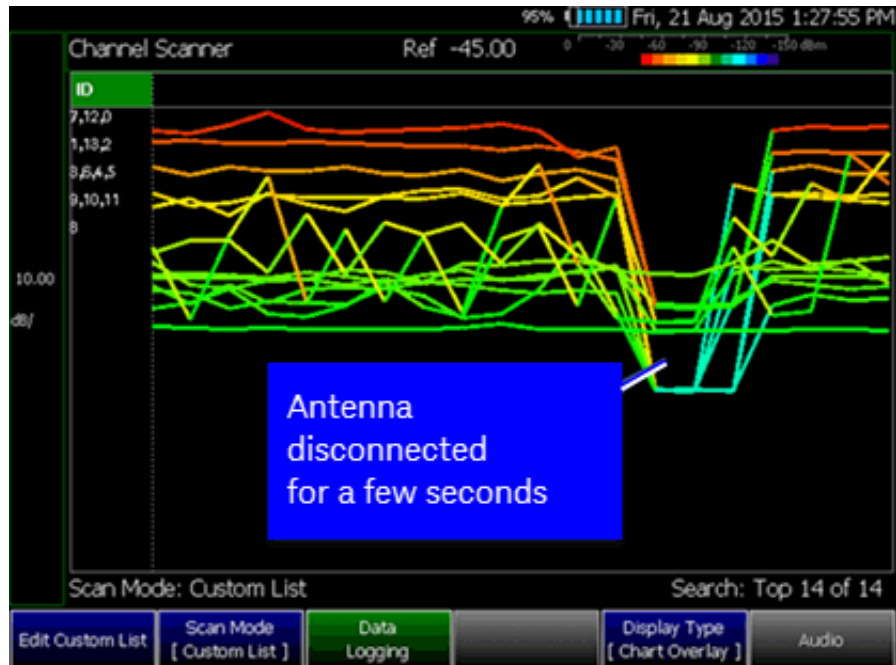 95% Fri, 21 Aug 2015 1:27:55 PM
Channel Scanner Ref -45.00 0 -30 -60 -90 -120 -150 dBm
ID
7,12,0
1,13,2
3,6,4,5
9,10,11
8
10.00
dB/
Antenna
disconnected
for a few seconds
Scan Mode: Custom List Search: Top 14 of 14
Edit Custom List
Scan Mode
[ Custom List ]
Data
Logging
Display Type
[ Chart Overlay ]
Audio